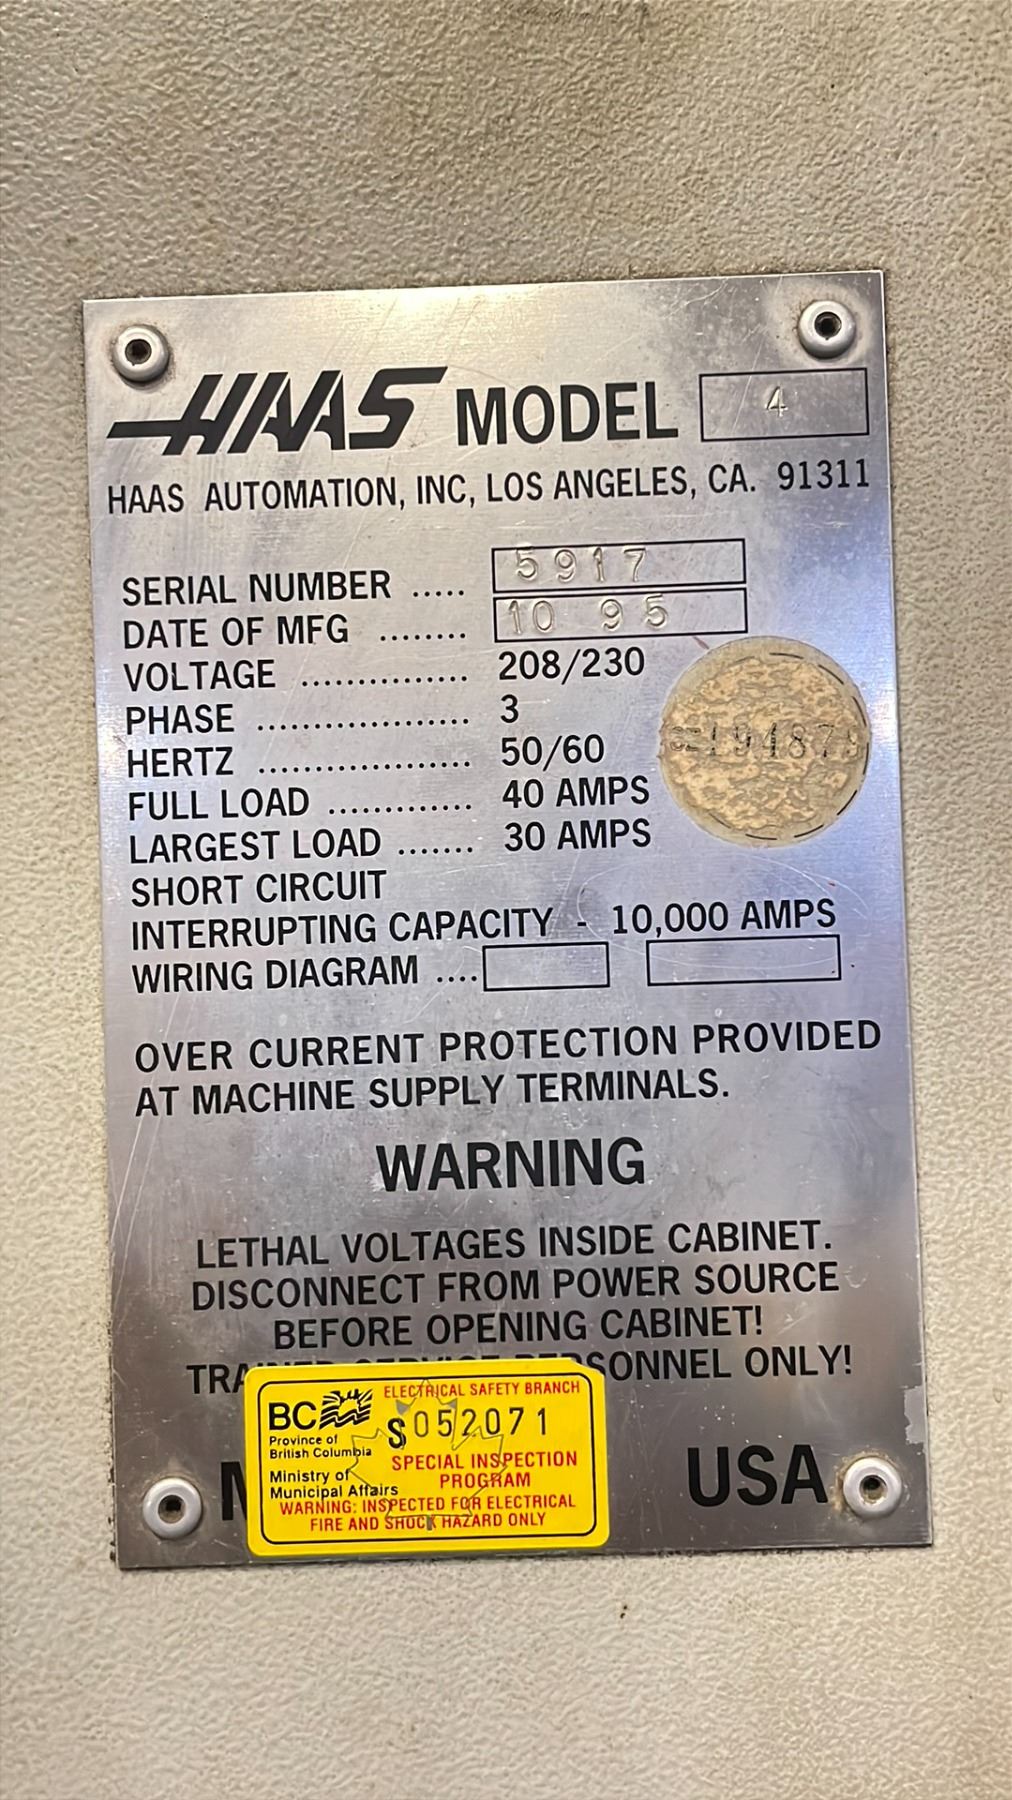 HAAS MODEL 4
HAAS AUTOMATION, INC, LOS ANGELES, CA. 91311
SERIAL NUMBER ..... 5917
DATE OF MFG ........ 10 95
VOLTAGE ............... 208/230
PHASE ................... 3
HERTZ ................... 50/60
FULL LOAD ............. 40 AMPS
LARGEST LOAD ....... 30 AMPS
SHORT CIRCUIT
INTERRUPTING CAPACITY - 10,000 AMPS
WIRING DIAGRAM ....
OVER CURRENT PROTECTION PROVIDED
AT MACHINE SUPPLY TERMINALS.
WARNING
LETHAL VOLTAGES INSIDE CABINET.
DISCONNECT FROM POWER SOURCE
BEFORE OPENING CABINET!
ONLY!
USA
ELECTRICAL SAFETY BRANCH
BC
S052071
Province of
British Columbia
SPECIAL INSPECTION
PROGRAM
Ministry of
Municipal Affairs
WARNING: INSPECTED FOR ELECTRICAL
FIRE AND SHOCK HAZARD ONLY